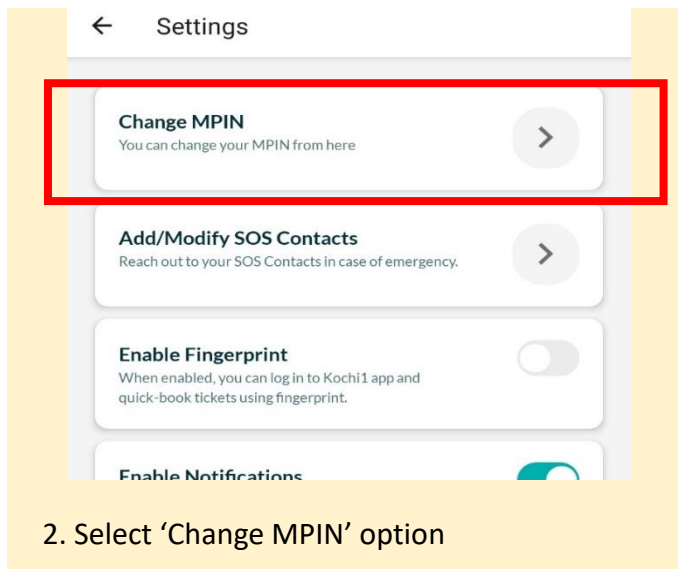 Settings
Change MPIN
You can change your MPIN from here
Add/Modify SOS Contacts
Reach out to your SOS Contacts in case of emergency.
Enable Fingerprint
When enabled, you can log in to Kochi1 app and
quick-book tickets using fingerprint.
Enable Notifications
2. Select ‘Change MPIN’ option